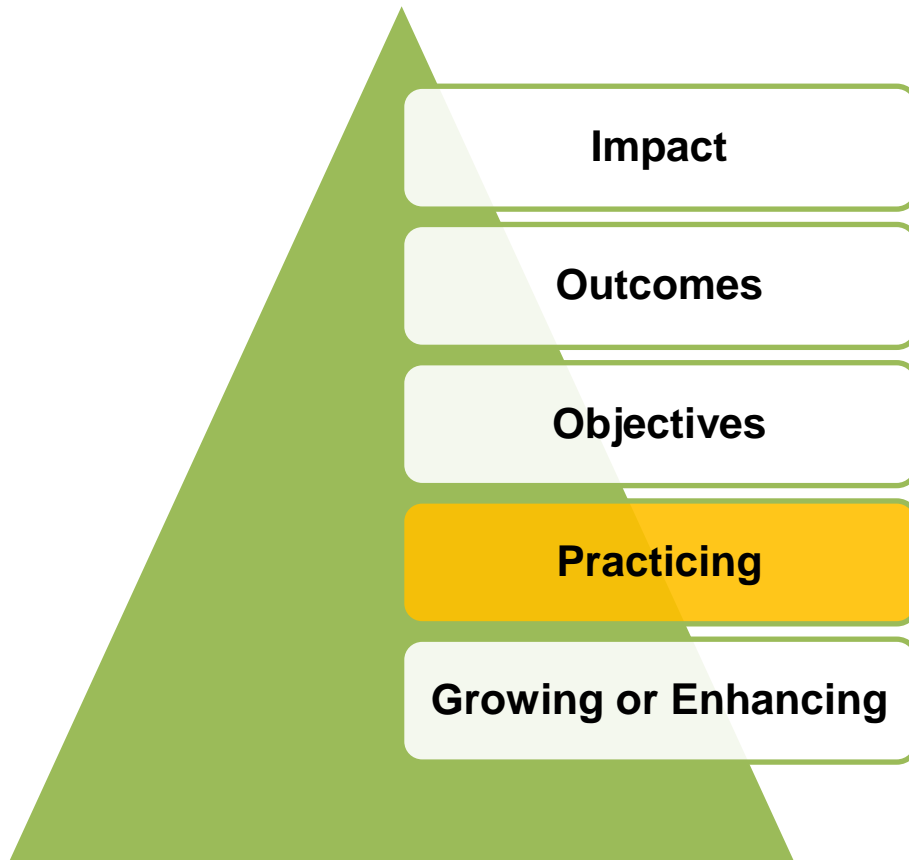 Impact
Outcomes
Objectives
Practicing
Growing or Enhancing